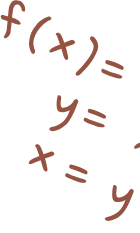 f(x)=
y=
x=
y